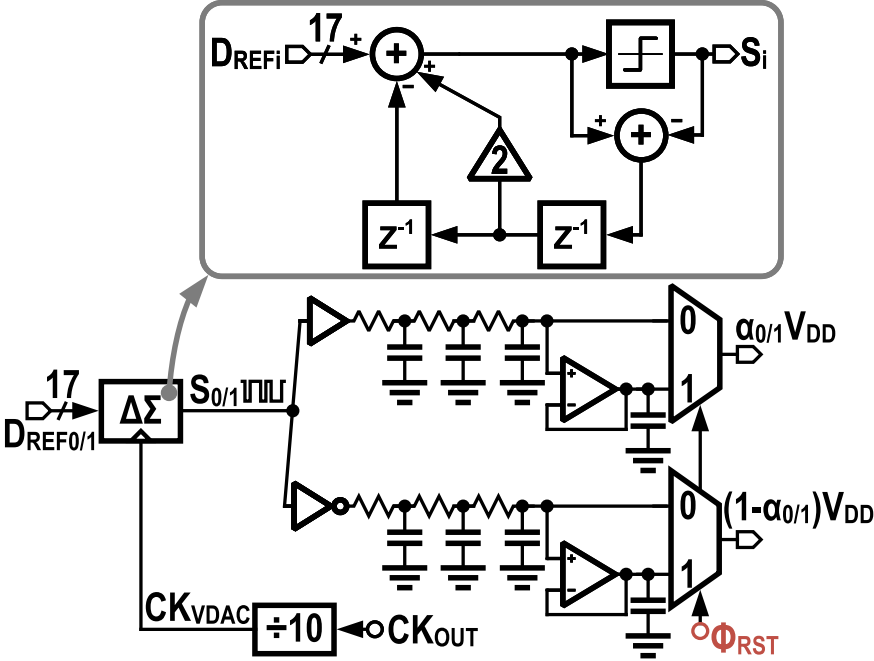 17
D_REFi
+
+
+
−
S_i
+
−
+
2
z⁻¹
z⁻¹
17
D_REF0/1
ΔΣ
S_0/1
0
1
α_0/1V_DD
+
−
0
1
(1-α_0/1)V_DD
+
−
CK_VDAC
÷10
CK_OUT
Φ_RST